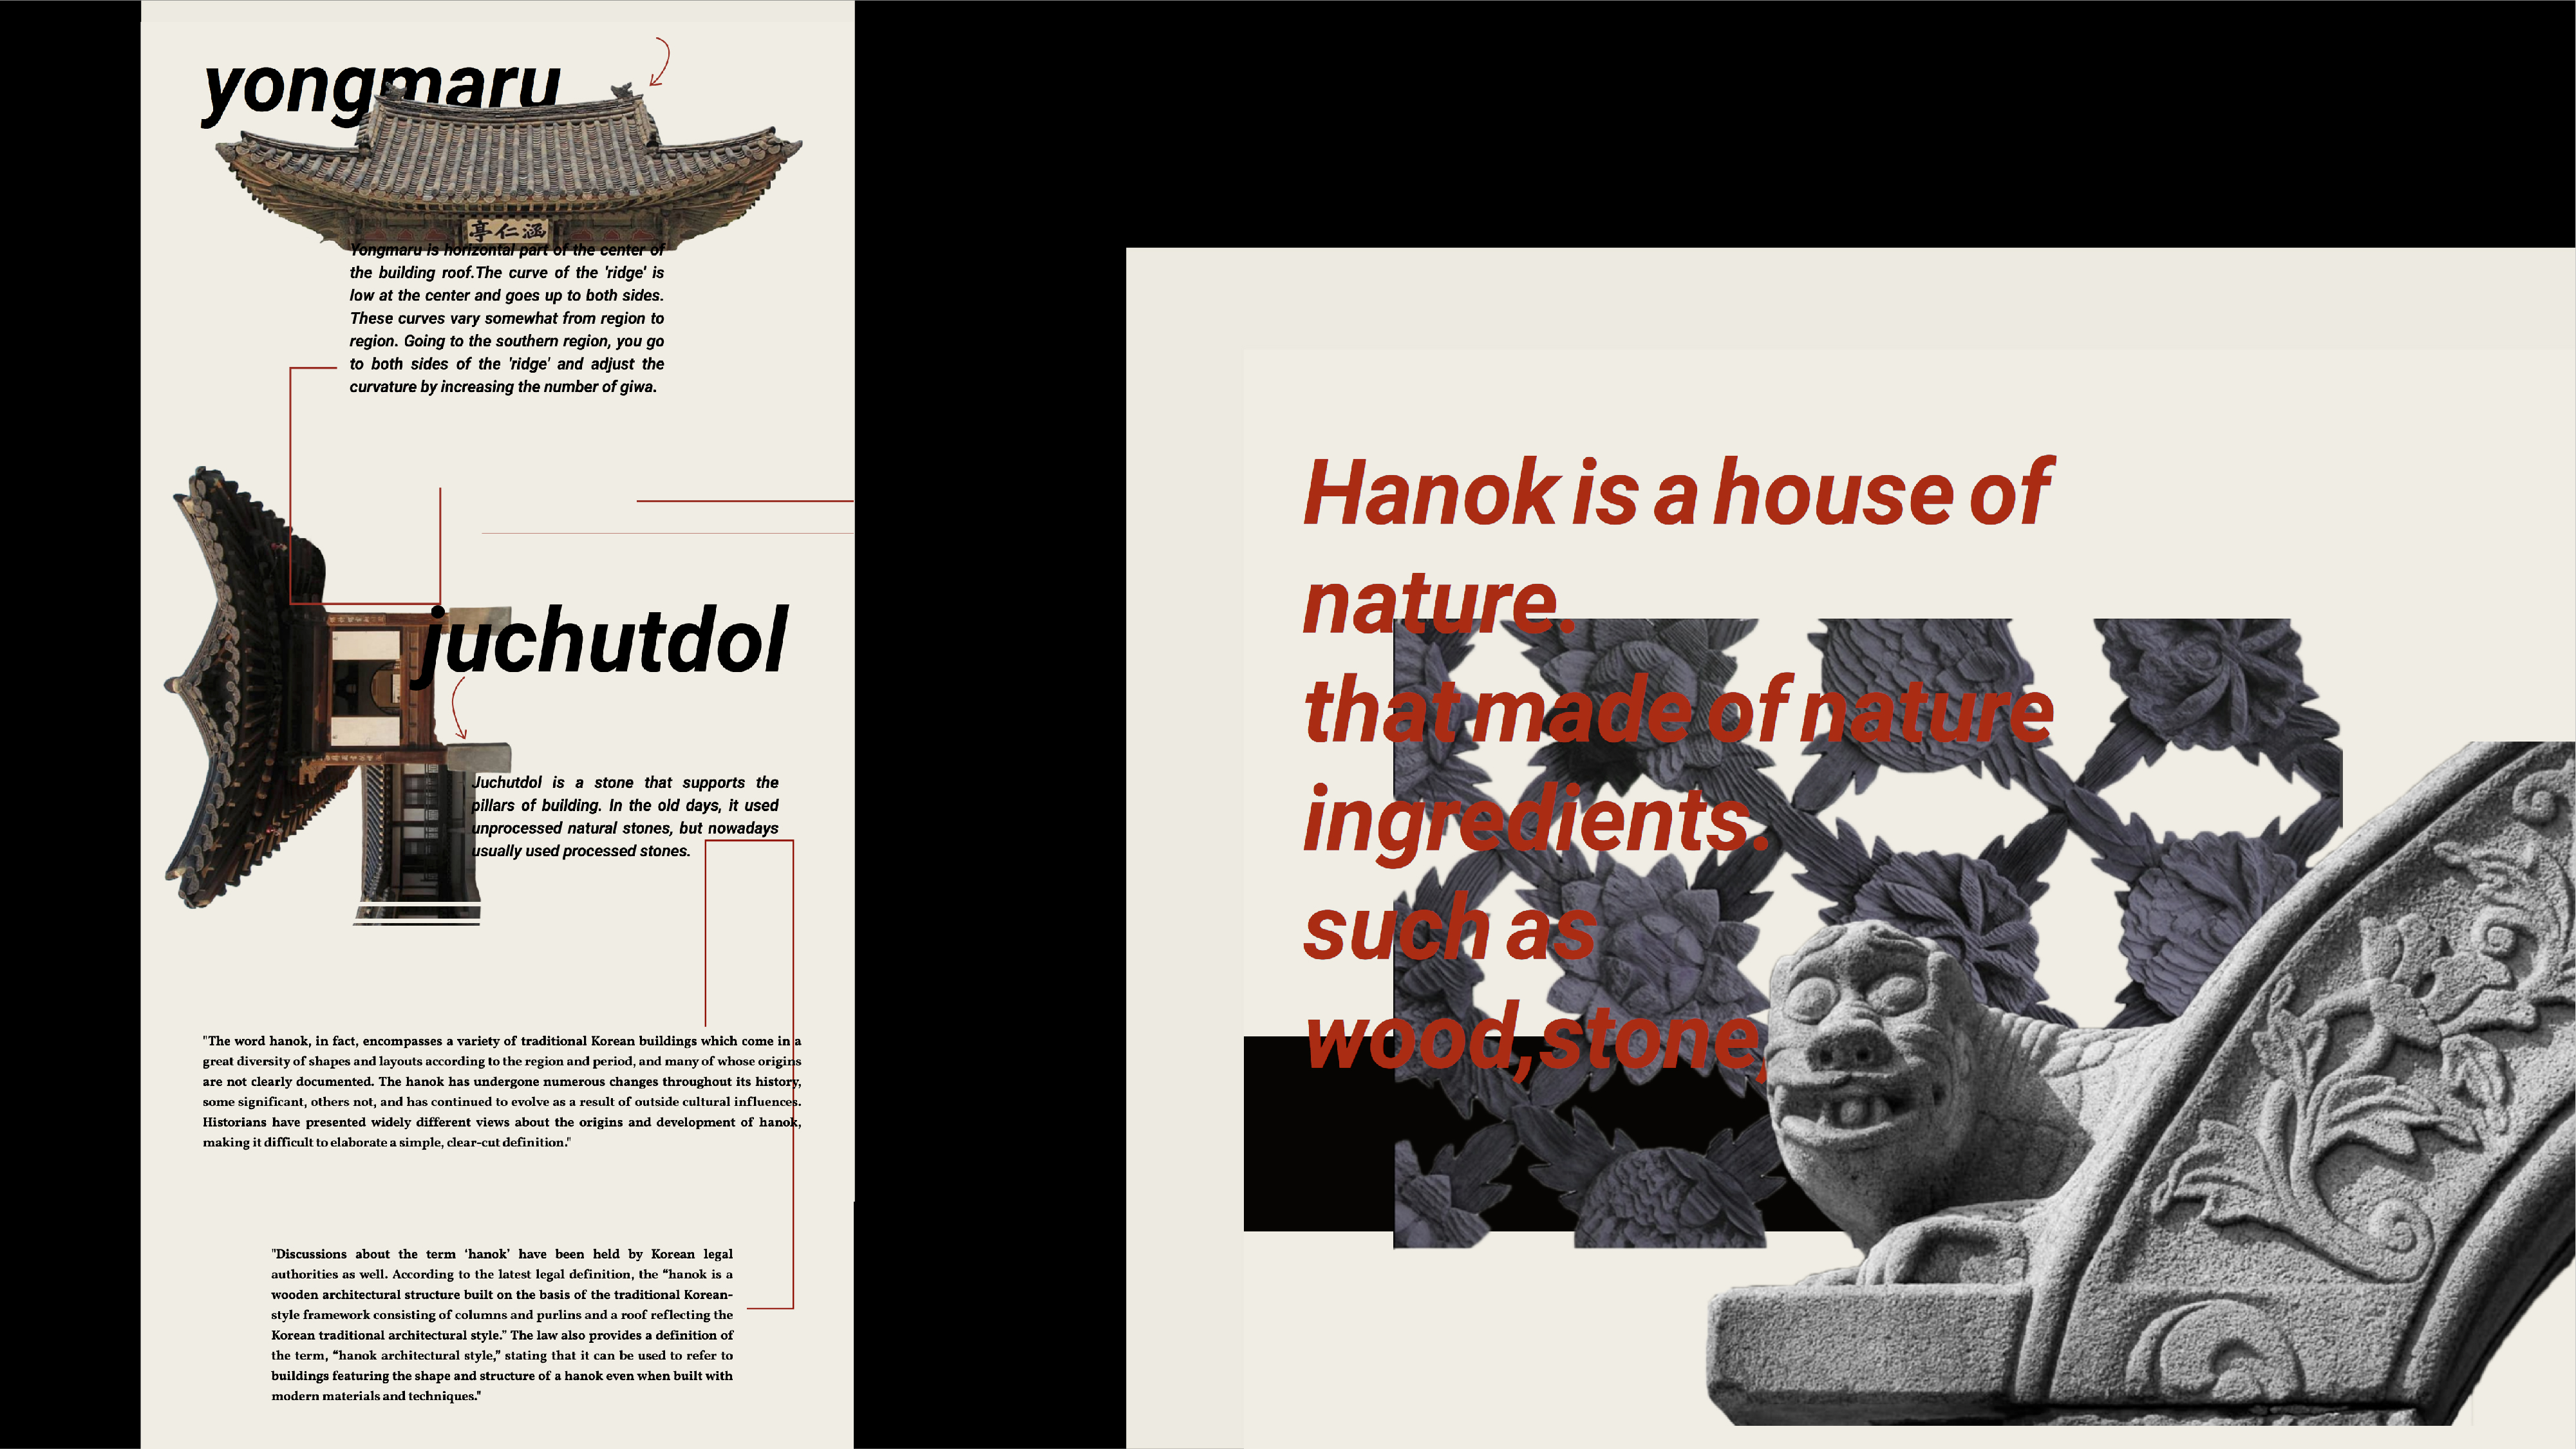 yongmaru
亭仁涵
Yongmaru is horizontal part of the center of
the building roof.The curve of the 'ridge' is
low at the center and goes up to both sides.
These curves vary somewhat from region to
region. Going to the southern region, you go
to both sides of the 'ridge' and adjust the
curvature by increasing the number of giwa.
juchutdol
Juchutdol is a stone that supports the
pillars of building. In the old days, it used
unprocessed natural stones, but nowadays
usually used processed stones.
"The word hanok, in fact, encompasses a variety of traditional Korean buildings which come in a
great diversity of shapes and layouts according to the region and period, and many of whose origins
are not clearly documented. The hanok has undergone numerous changes throughout its history,
some significant, others not, and has continued to evolve as a result of outside cultural influences.
Historians have presented widely different views about the origins and development of hanok,
making it difficult to elaborate a simple, clear-cut definition."
"Discussions about the term ‘hanok’ have been held by Korean legal
authorities as well. According to the latest legal definition, the “hanok is a
wooden architectural structure built on the basis of the traditional Korean-
style framework consisting of columns and purlins and a roof reflecting the
Korean traditional architectural style.” The law also provides a definition of
the term, “hanok architectural style,” stating that it can be used to refer to
buildings featuring the shape and structure of a hanok even when built with
modern materials and techniques."
Hanok is a house of
nature.
that made of nature
ingredients.
such as
wood,stone,